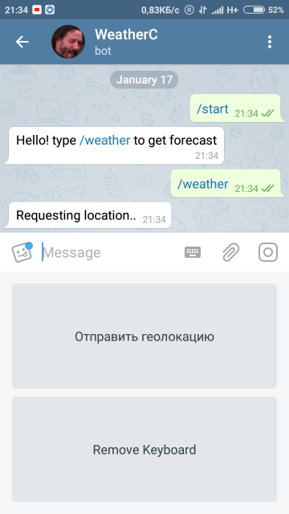 21:34 0,83КБ/с H+ 52%
WeatherC
bot
January 17
/start 21:34
Hello! type /weather to get forecast
21:34
/weather 21:34
Requesting location.. 21:34
Message
Отправить геолокацию
Remove Keyboard